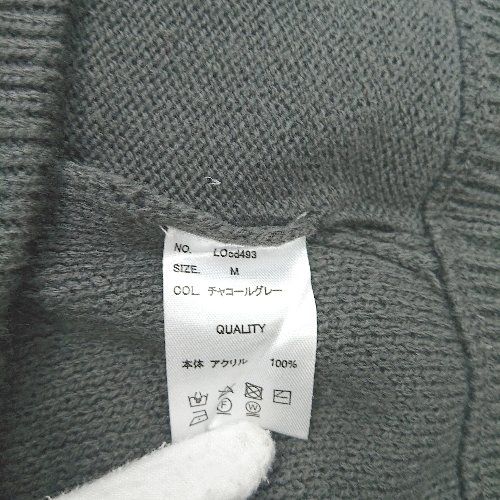 NO. LOcd493
SIZE. M
COL. チャコールグレー
QUALITY
本体 アクリル 100%
F W